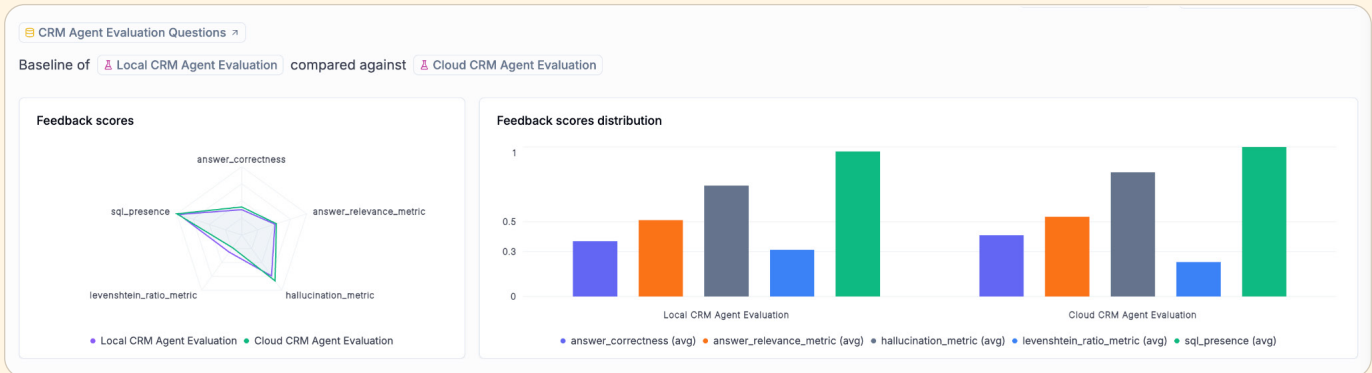 CRM Agent Evaluation Questions
Baseline of Local CRM Agent Evaluation compared against Cloud CRM Agent Evaluation
Feedback scores
answer_correctness
sql_presence
answer_relevance_metric
levenshtein_ratio_metric
hallucination_metric
Local CRM Agent Evaluation Cloud CRM Agent Evaluation
Feedback scores distribution
1
0.5
0.3
0
Local CRM Agent Evaluation Cloud CRM Agent Evaluation
answer_correctness (avg) answer_relevance_metric (avg) hallucination_metric (avg) levenshtein_ratio_metric (avg) sql_presence (avg)